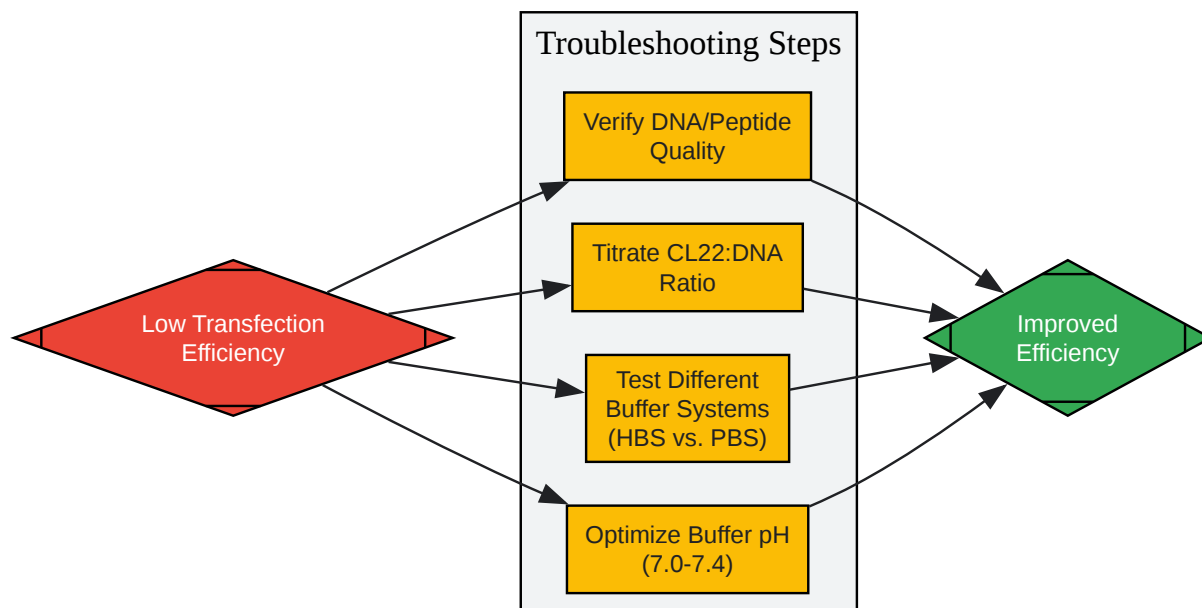 Troubleshooting Steps
Verify DNA/Peptide
Quality
Titrate CL22:DNA
Ratio
Low Transfection
Efficiency
Improved
Efficiency
Test Different
Buffer Systems
(HBS vs. PBS)
Optimize Buffer pH
(7.0-7.4)